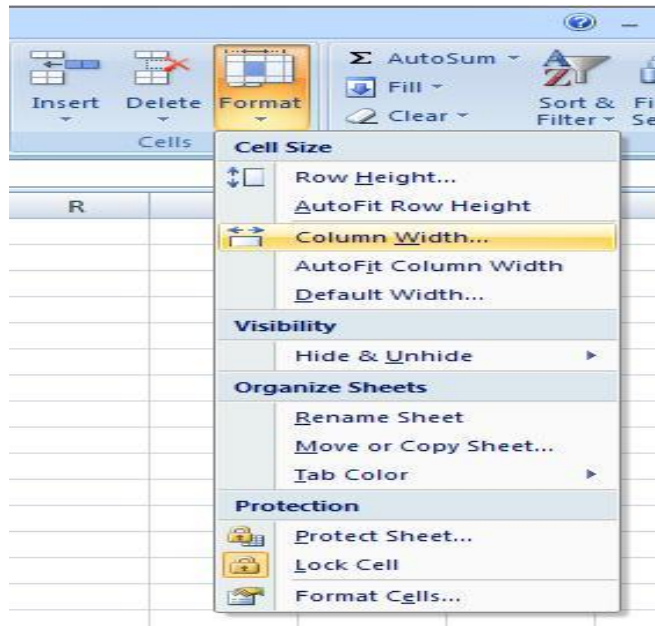 Σ AutoSum
Fill
Clear
Insert Delete Format
Sort &
Filter
Cells
R
Cell Size
Row Height...
AutoFit Row Height
Column Width...
AutoFit Column Width
Default Width...
Visibility
Hide & Unhide
Organize Sheets
Rename Sheet
Move or Copy Sheet...
Tab Color
Protection
Protect Sheet...
Lock Cell
Format Cells...